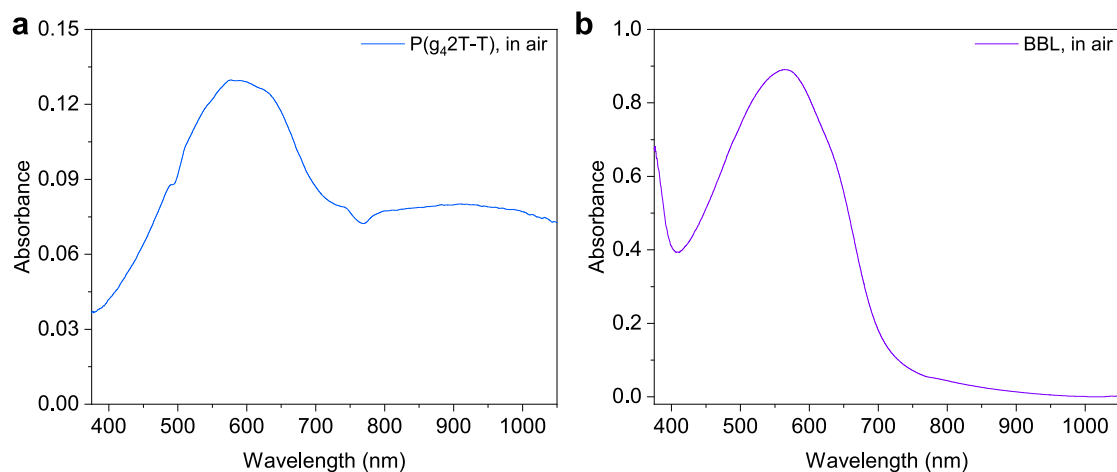 a
P(g₄2T-T), in air
0.15
0.12
0.09
0.06
0.03
0.00
Absorbance
400 500 600 700 800 900 1000
Wavelength (nm)
b
BBL, in air
1.0
0.8
0.6
0.4
0.2
0.0
Absorbance
400 500 600 700 800 900 1000
Wavelength (nm)